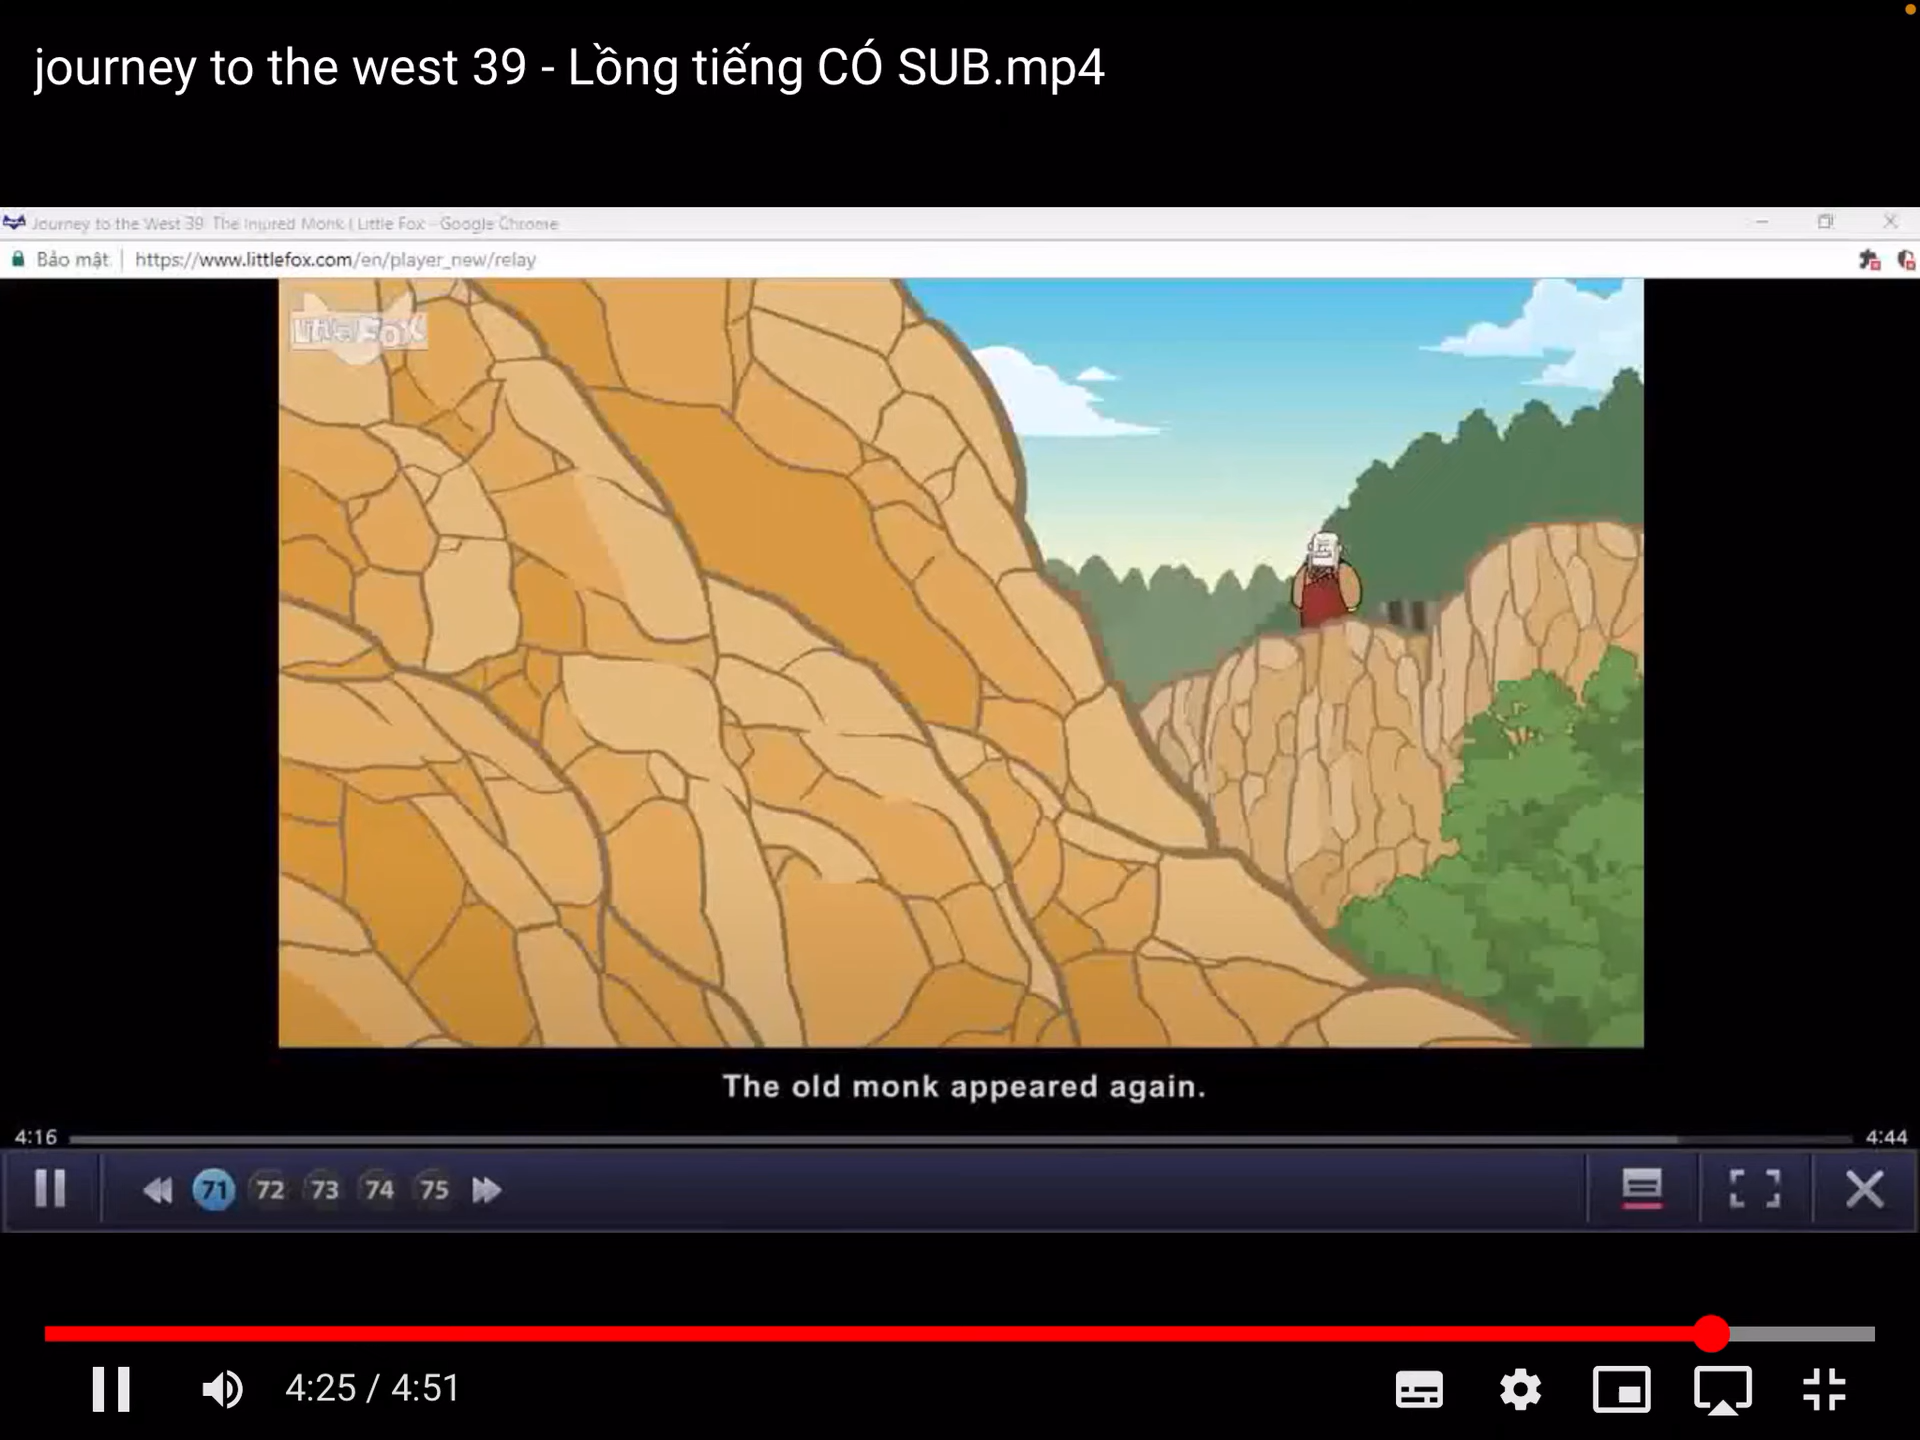 journey to the west 39 - Lồng tiếng CÓ SUB.mp4
Journey to the West 39: The Injured Monk | Little Fox - Google Chrome
Bảo mật | https://www.littlefox.com/en/player_new/relay
Little Fox
The old monk appeared again.
4:16 4:44
71 72 73 74 75
4:25 / 4:51